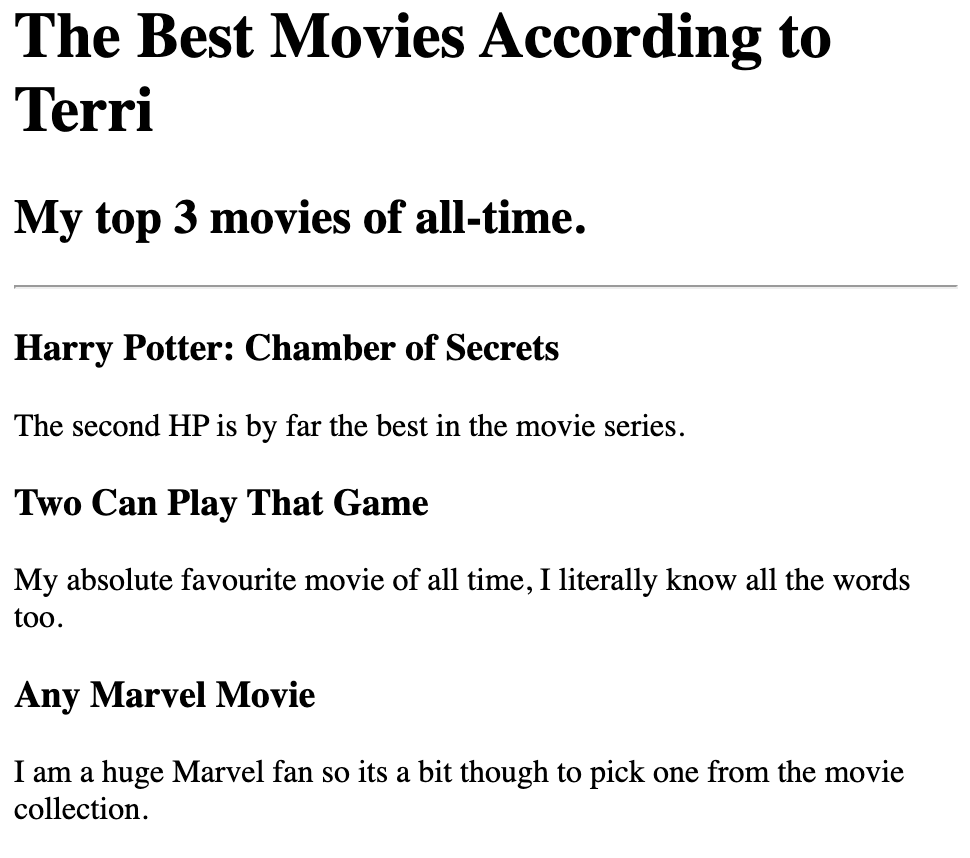 The Best Movies According to
Terri
My top 3 movies of all-time.
Harry Potter: Chamber of Secrets
The second HP is by far the best in the movie series.
Two Can Play That Game
My absolute favourite movie of all time, I literally know all the words
too.
Any Marvel Movie
I am a huge Marvel fan so its a bit though to pick one from the movie
collection.